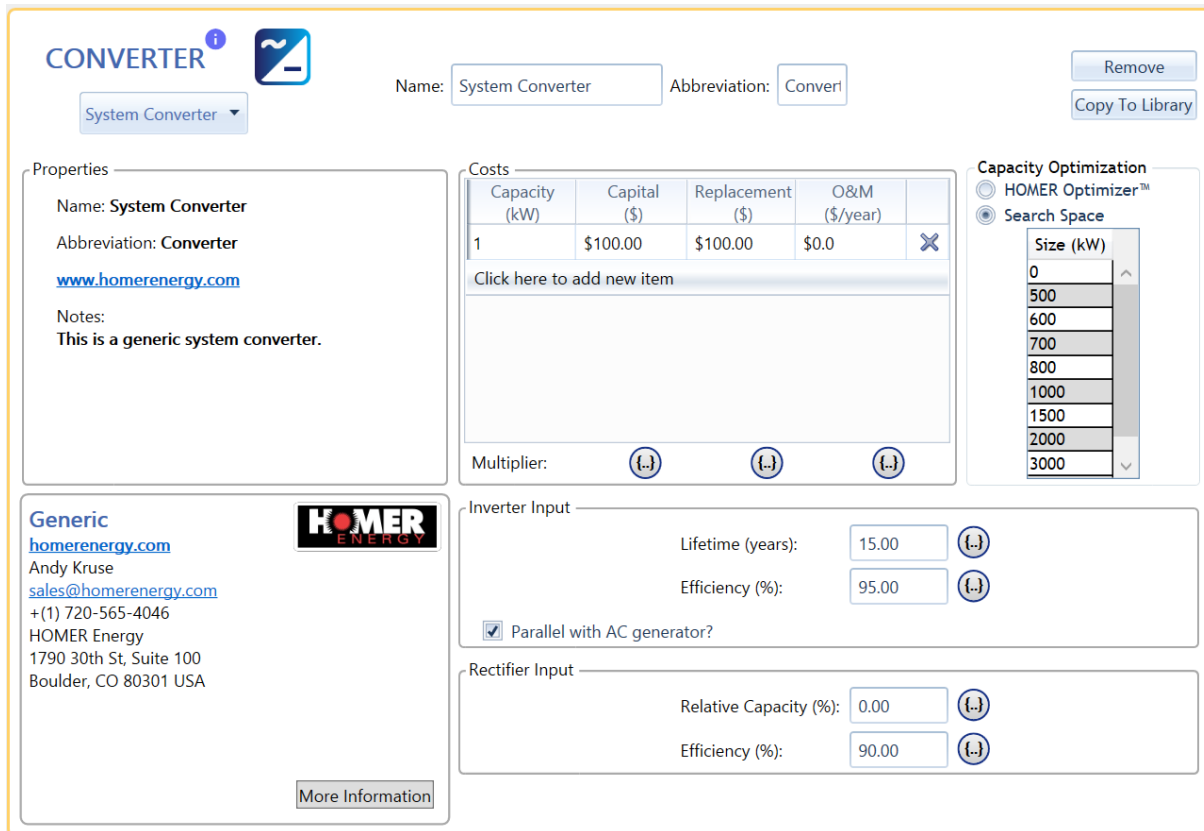 CONVERTER i
Name: System Converter Abbreviation: Convert
Remove
System Converter
Copy To Library
Properties
Name: System Converter
Abbreviation: Converter
www.homerenergy.com
Notes:
This is a generic system converter.
Costs
Capacity (kW) Capital ($) Replacement ($) O&M ($/year)
1 $100.00 $100.00 $0.0
Click here to add new item
Multiplier: {..} {..} {..}
Capacity Optimization
HOMER Optimizer™
Search Space
Size (kW)
0
500
600
700
800
1000
1500
2000
3000
Generic
homerenergy.com
Andy Kruse
sales@homerenergy.com
+(1) 720-565-4046
HOMER Energy
1790 30th St, Suite 100
Boulder, CO 80301 USA
HOMER
ENERGY
More Information
Inverter Input
Lifetime (years): 15.00 {..}
Efficiency (%): 95.00 {..}
Parallel with AC generator?
Rectifier Input
Relative Capacity (%): 0.00 {..}
Efficiency (%): 90.00 {..}